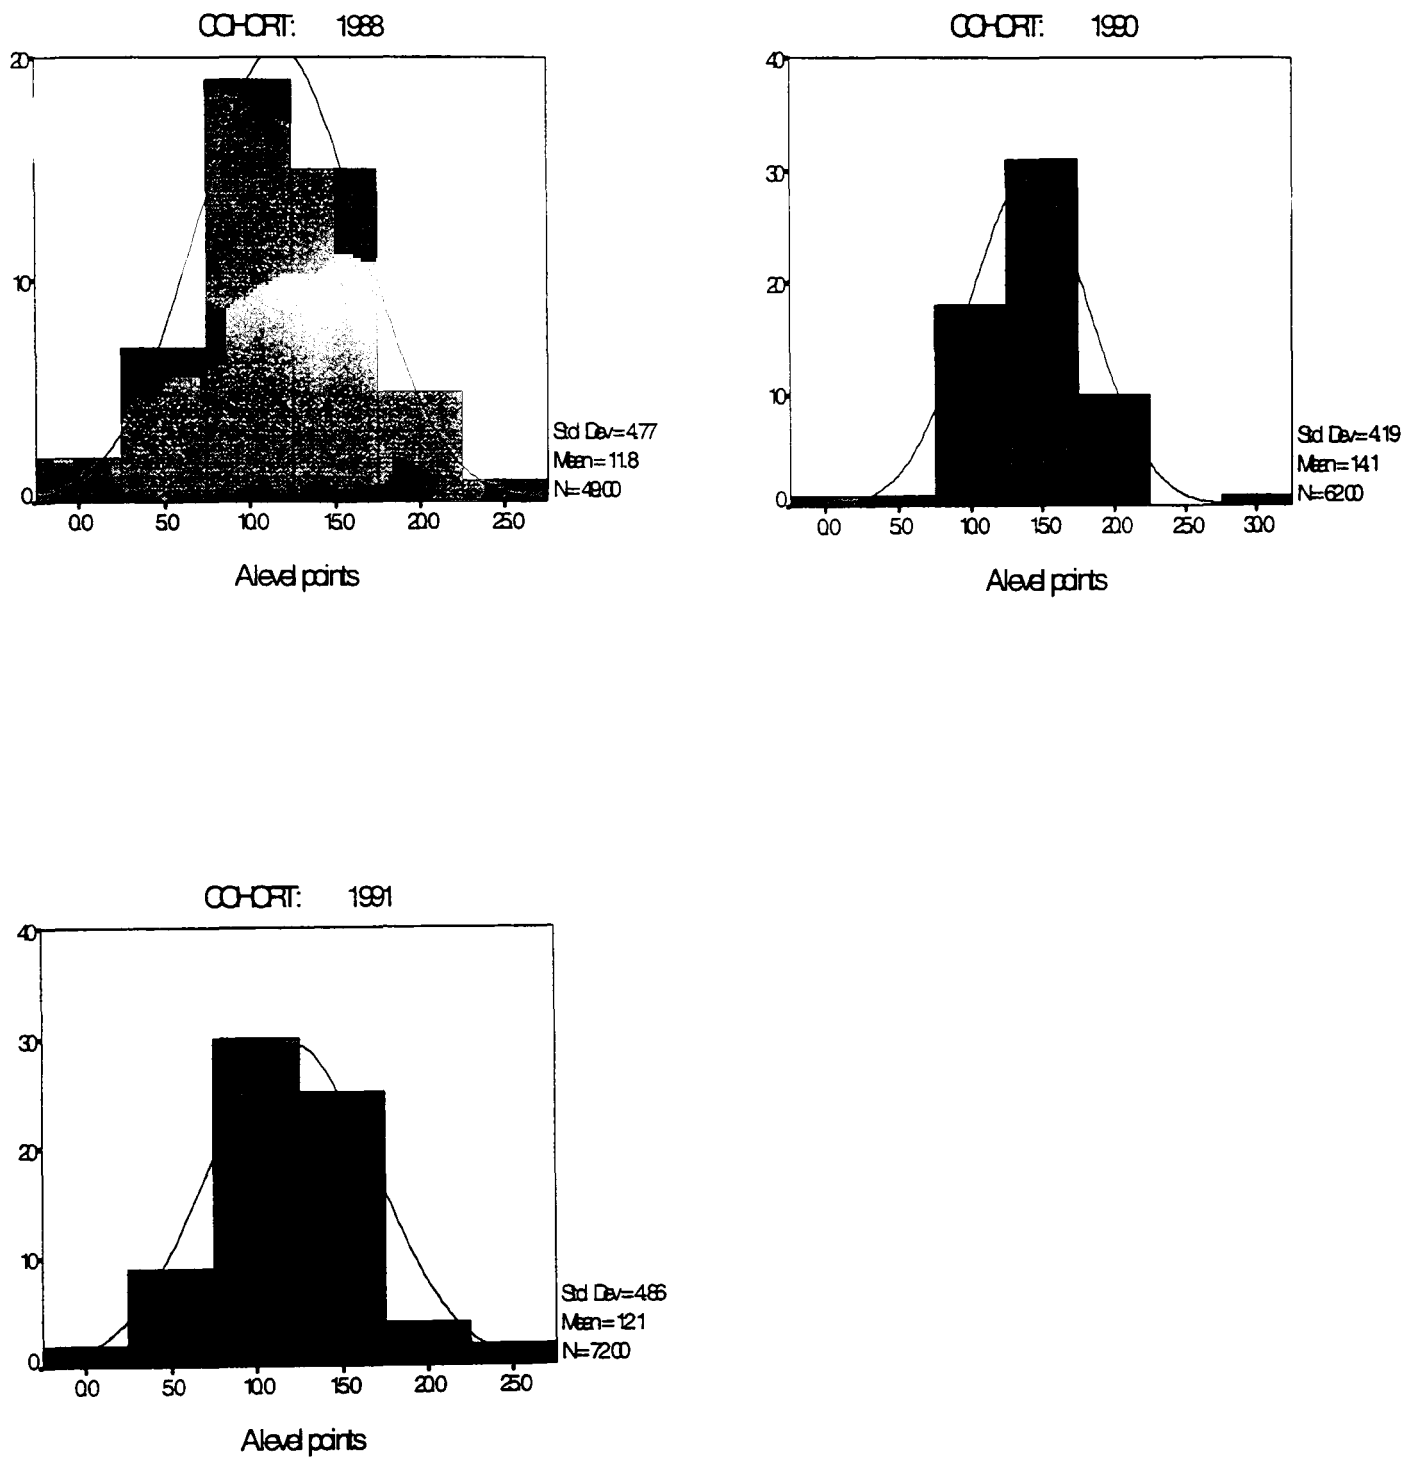 COHORT: 1988
20
10
0
0.0 5.0 10.0 15.0 20.0 25.0
Std. Dev = 4.77
Mean = 11.8
N = 49.00
A level points
COHORT: 1990
40
30
20
10
0
0.0 5.0 10.0 15.0 20.0 25.0 30.0
Std. Dev = 4.19
Mean = 14.1
N = 62.00
A level points
COHORT: 1991
40
30
20
10
0
0.0 5.0 10.0 15.0 20.0 25.0
Std. Dev = 4.86
Mean = 12.1
N = 72.00
A level points